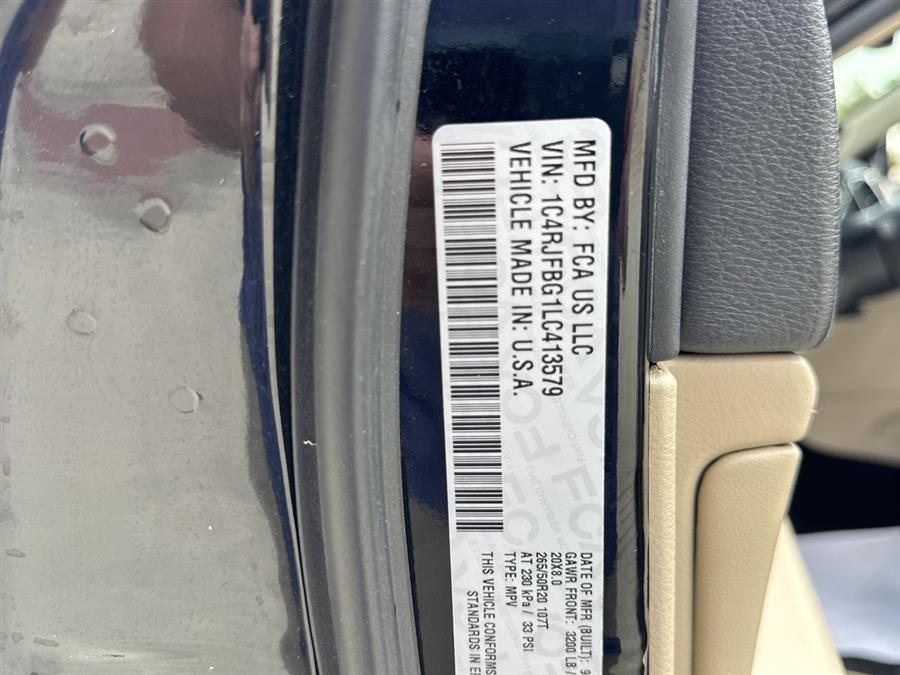 MFD BY: FCA US LLC
VIN: 1C4RJFBG1LC413579
VEHICLE MADE IN: U.S.A.
DATE OF MFR (BUILT): 9
GAWR FRONT: 3200 LB /
20X8.0
265/50R20 107T
AT 230 kPa / 33 PSI
TYPE: MPV
THIS VEHICLE CONFORMS
STANDARDS IN EF